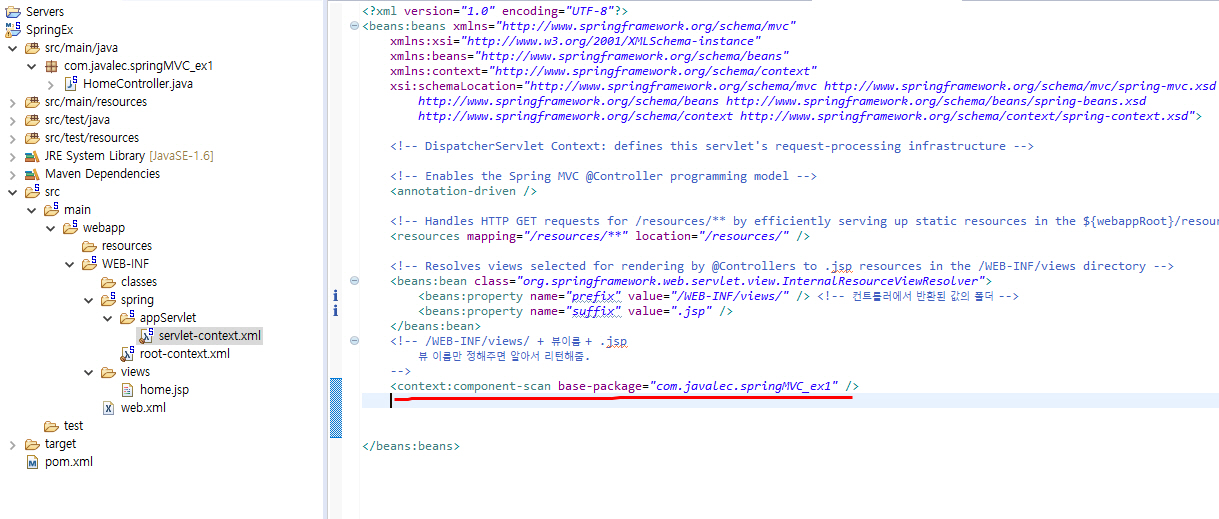 Servers
SpringEx
src/main/java
com.javalec.springMVC_ex1
HomeController.java
src/main/resources
src/test/java
src/test/resources
JRE System Library [JavaSE-1.6]
Maven Dependencies
src
main
webapp
resources
WEB-INF
classes
spring
appServlet
servlet-context.xml
root-context.xml
views
home.jsp
web.xml
test
target
pom.xml
<?xml version="1.0" encoding="UTF-8"?>
<beans:beans xmlns="http://www.springframework.org/schema/mvc"
xmlns:xsi="http://www.w3.org/2001/XMLSchema-instance"
xmlns:beans="http://www.springframework.org/schema/beans"
xmlns:context="http://www.springframework.org/schema/context"
xsi:schemaLocation="http://www.springframework.org/schema/mvc http://www.springframework.org/schema/mvc/spring-mvc.xsd
http://www.springframework.org/schema/beans http://www.springframework.org/schema/beans/spring-beans.xsd
http://www.springframework.org/schema/context http://www.springframework.org/schema/context/spring-context.xsd">
<!-- DispatcherServlet Context: defines this servlet's request-processing infrastructure -->
<!-- Enables the Spring MVC @Controller programming model -->
<annotation-driven />
<!-- Handles HTTP GET requests for /resources/** by efficiently serving up static resources in the ${webappRoot}/resour
<resources mapping="/resources/**" location="/resources/" />
<!-- Resolves views selected for rendering by @Controllers to .jsp resources in the /WEB-INF/views directory -->
<beans:bean class="org.springframework.web.servlet.view.InternalResourceViewResolver">
<beans:property name="prefix" value="/WEB-INF/views/" /> <!-- 컨트롤러에서 반환된 값의 폴더 -->
<beans:property name="suffix" value=".jsp" />
</beans:bean>
<!-- /WEB-INF/views/ + 뷰이름 + .jsp
뷰 이름만 정해주면 알아서 리턴해줌.
-->
<context:component-scan base-package="com.javalec.springMVC_ex1" />
</beans:beans>